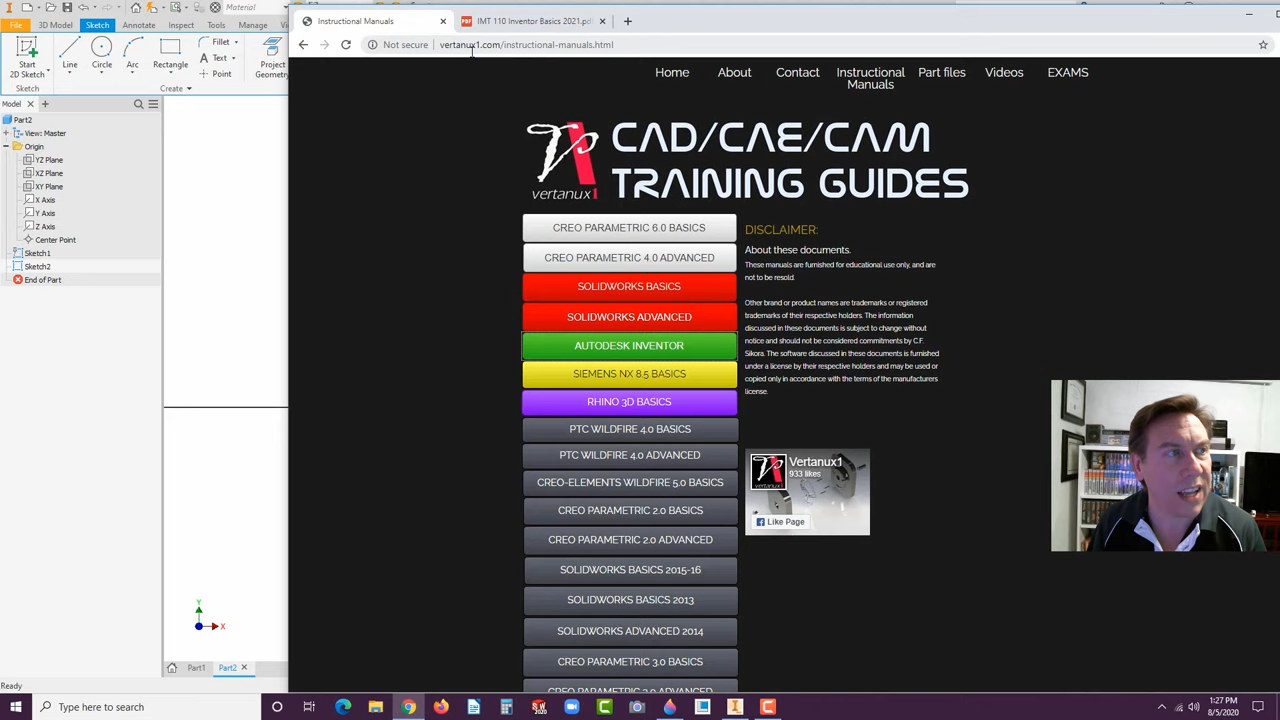 Material
Instructional Manuals
IMT 110 Inventor Basics 2021.pd
File
3D Model
Sketch
Annotate
Inspect
Tools
Manage
Not secure
vertanux1.com/instructional-manuals.html
Start
2D Sketch
Line
Circle
Arc
Rectangle
Fillet
Text
Point
Project
Geometry
Sketch
Create
Home
About
Contact
Instructional
Manuals
Part files
Videos
EXAMS
Model
Part2
View: Master
Origin
YZ Plane
XZ Plane
XY Plane
X Axis
Y Axis
Z Axis
Center Point
Sketch1
Sketch2
End of Part
vertanux1
CAD/CAE/CAM
TRAINING GUIDES
CREO PARAMETRIC 6.0 BASICS
CREO PARAMETRIC 4.0 ADVANCED
SOLIDWORKS BASICS
SOLIDWORKS ADVANCED
AUTODESK INVENTOR
SIEMENS NX 8.5 BASICS
RHINO 3D BASICS
PTC WILDFIRE 4.0 BASICS
PTC WILDFIRE 4.0 ADVANCED
CREO-ELEMENTS WILDFIRE 5.0 BASICS
CREO PARAMETRIC 2.0 BASICS
CREO PARAMETRIC 2.0 ADVANCED
SOLIDWORKS BASICS 2015-16
SOLIDWORKS BASICS 2013
SOLIDWORKS ADVANCED 2014
CREO PARAMETRIC 3.0 BASICS
CREO PARAMETRIC 3.0 ADVANCED
DISCLAIMER:
About these documents.
These manuals are furnished for educational use only, and are
not to be resold.
Other brand or product names are trademarks or registered
trademarks of their respective holders. The information
discussed in these documents is subject to change without
notice and should not be considered commitments by C.F.
Sikora. The software discussed in these documents is furnished
under a license by their respective holders and may be used or
copied only in accordance with the terms of the manufacturers
license.
Vertanux1
933 likes
Like Page
Y
X
Part1
Part2
Ready
Type here to search
1:27 PM
8/5/2020